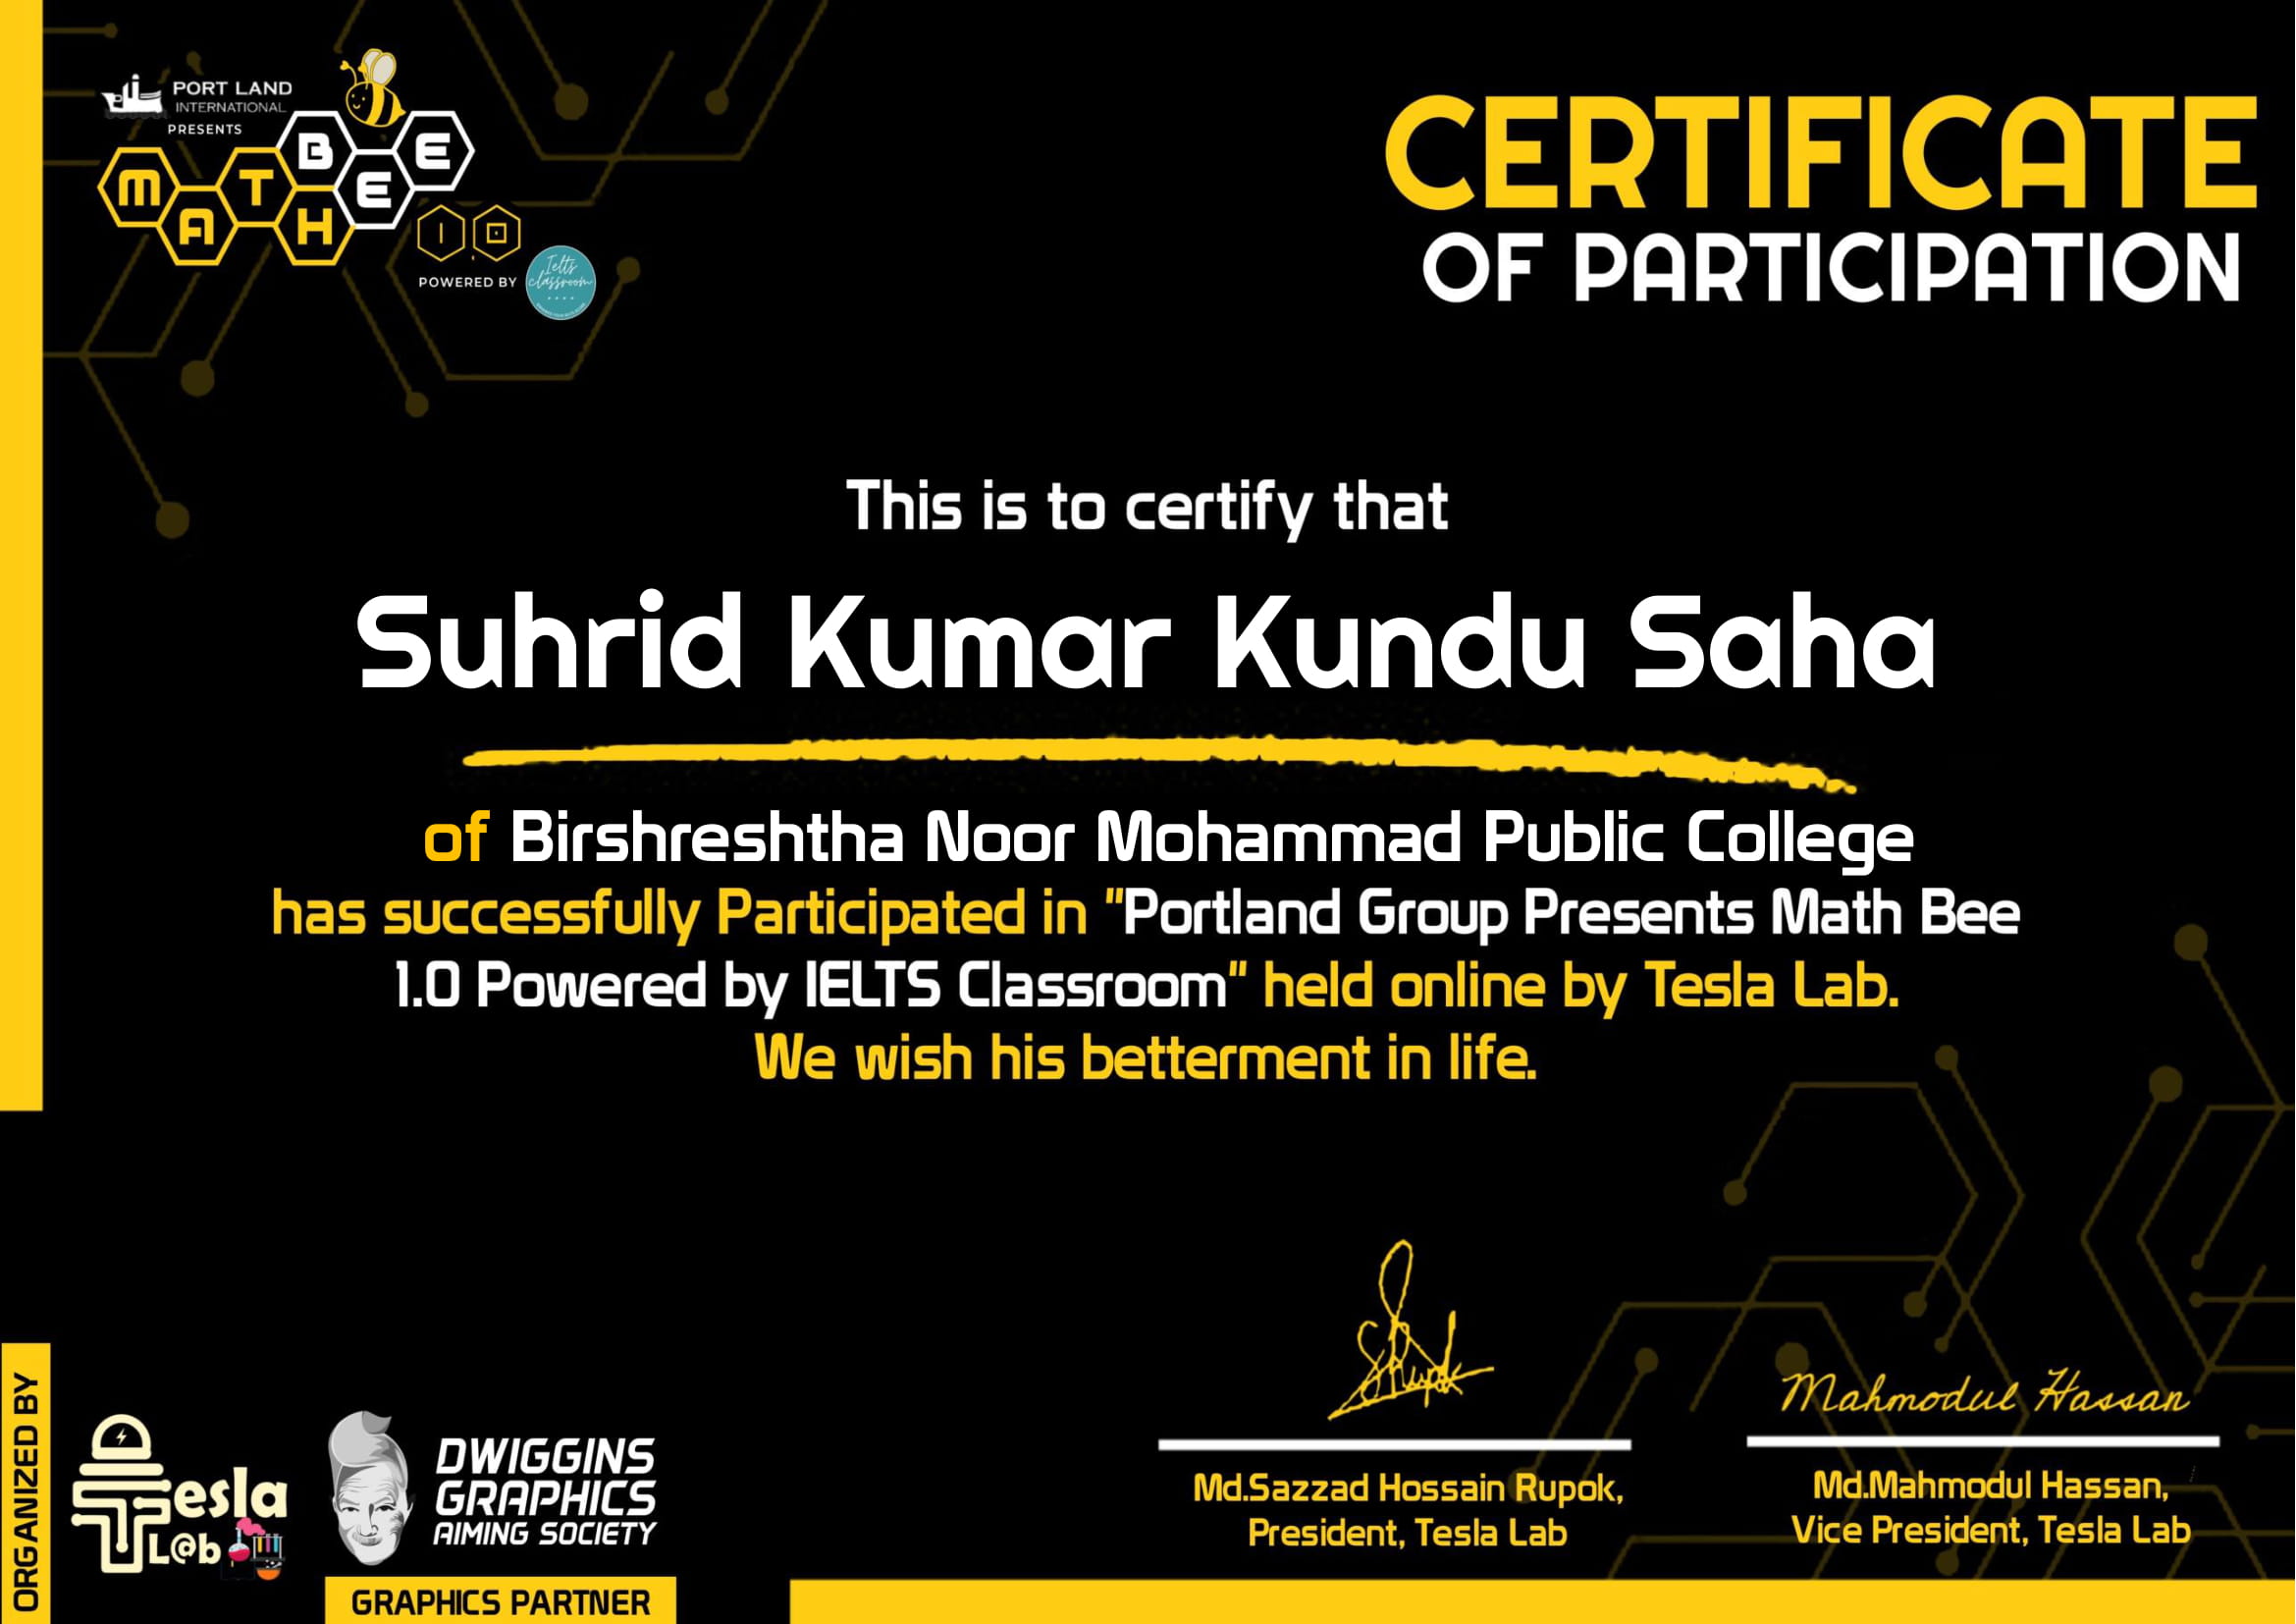 PORT LAND
INTERNATIONAL
PRESENTS
MATH BEE
1.0
POWERED BY
Ielts
classroom
CERTIFICATE
OF PARTICIPATION
This is to certify that
Suhrid Kumar Kundu Saha
of Birshreshtha Noor Mohammad Public College
has successfully Participated in "Portland Group Presents Math Bee
1.0 Powered by IELTS Classroom" held online by Tesla Lab.
We wish his betterment in life.
Mahmodul Hassan
Md.Sazzad Hossain Rupok,
President, Tesla Lab
Md.Mahmodul Hassan,
Vice President, Tesla Lab
ORGANIZED BY
Tesla
L@b
DWIGGINS
GRAPHICS
AIMING SOCIETY
GRAPHICS PARTNER